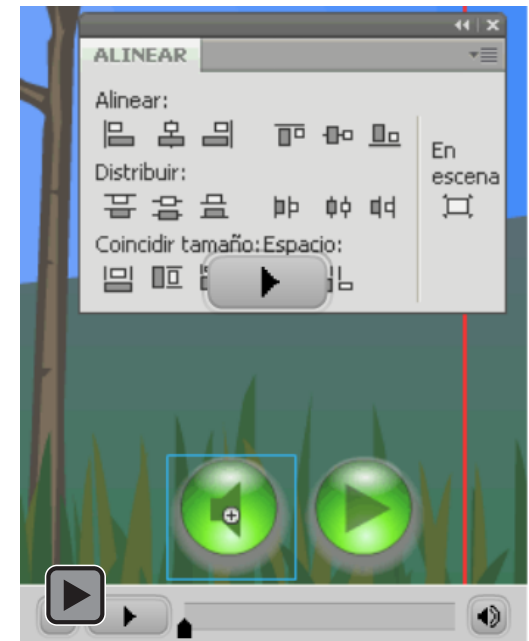 ALINEAR
Alinear:
En
escena
Distribuir:
Coincidir tamaño: Espacio: